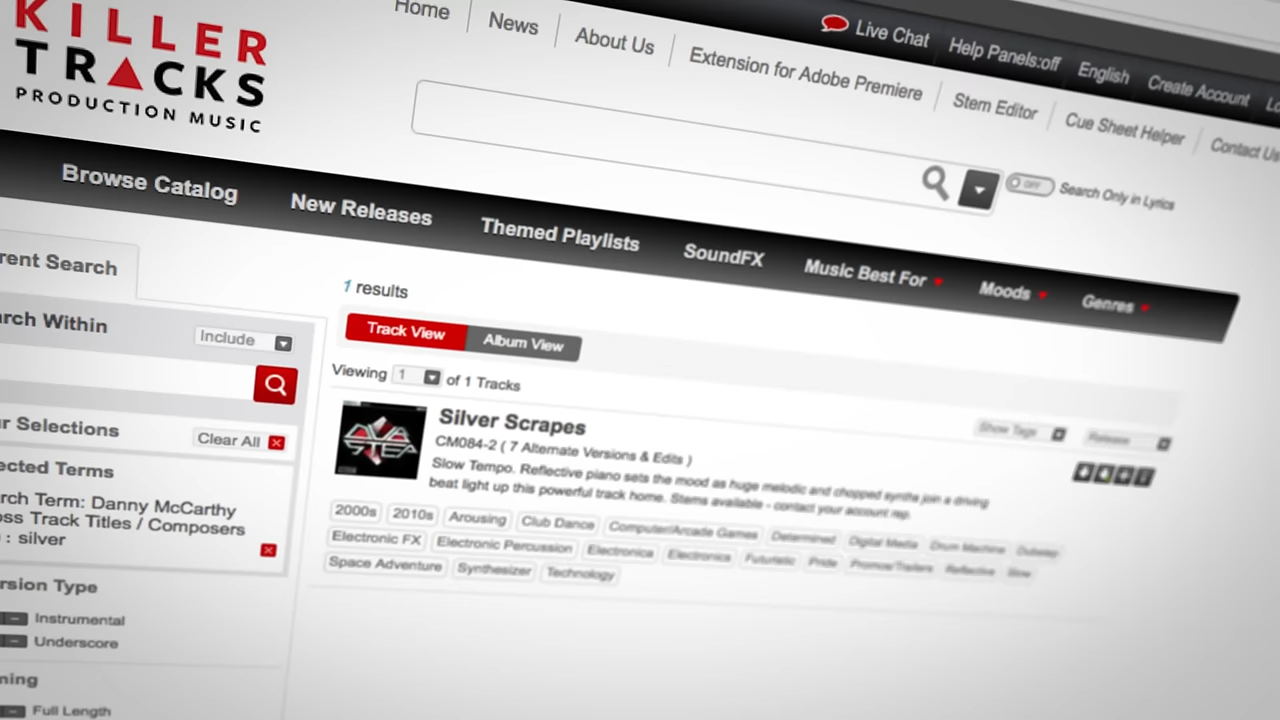 KILLER
TRACKS
PRODUCTION MUSIC
Live Chat
Help Panels:off
English
Create Account
Home
News
About Us
Extension for Adobe Premiere
Stem Editor
Cue Sheet Helper
Contact Us
OFF
Search Only in Lyrics
Browse Catalog
New Releases
Themed Playlists
SoundFX
Music Best For
Moods
Genres
rent Search
rch Within
Include
r Selections
Clear All
ected Terms
rch Term: Danny McCarthy
oss Track Titles / Composers
: silver
rsion Type
Instrumental
Underscore
ning
Full Length
1 results
Track View
Album View
Viewing 1 of 1 Tracks
Show Tags
Release
Silver Scrapes
CM084-2 ( 7 Alternate Versions & Edits )
Slow Tempo. Reflective piano sets the mood as huge melodic and chopped synths join a driving
beat light up this powerful track home. Stems available - contact your account rep.
2000s 2010s Arousing Club Dance Computer/Arcade Games Determined Digital Media Drum Machine Dubstep
Electronic FX Electronic Percussion Electronica Electronics Futuristic Pride Promos/Trailers Reflective Slow
Space Adventure Synthesizer Technology